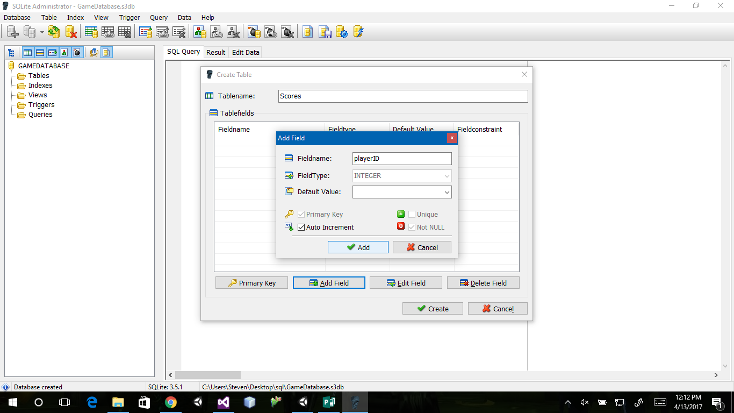 SQLite Administrator - GameDatabase.s3db
Database Table Index View Trigger Query Data Help
SQL Query Result Edit Data
GAMEDATABASE
Tables
Indexes
Views
Triggers
Queries
Create Table
Tablename: Scores
Tablefields
Fieldname Fieldtype Default Value Fieldconstraint
Add Field
Fieldname: playerID
FieldType: INTEGER
Default Value:
Primary Key Unique
Auto Increment Not NULL
Add Cancel
Primary Key Add Field Edit Field Delete Field
Create Cancel
Database created SQLite: 3.5.1 C:\Users\Steven\Desktop\sql\GameDatabase.s3db
12:12 PM
4/13/2017